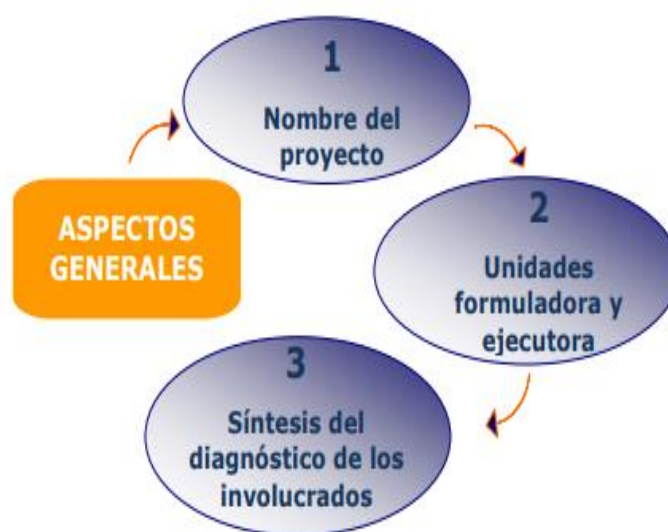 ASPECTOS
GENERALES
1
Nombre del
proyecto
2
Unidades
formuladora y
ejecutora
3
Síntesis del
diagnóstico de los
involucrados